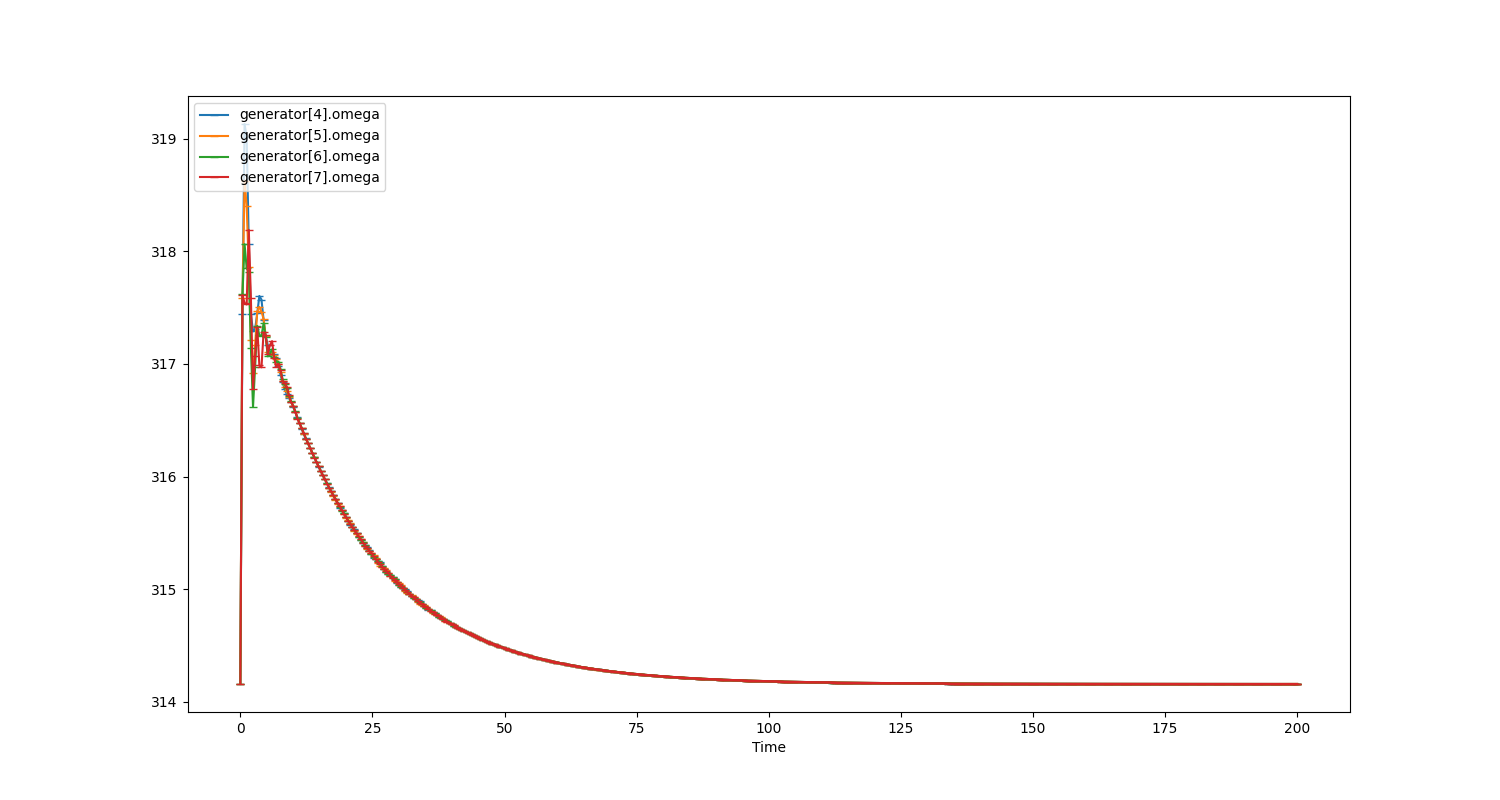 generator[4].omega
generator[5].omega
generator[6].omega
generator[7].omega
319
318
317
316
315
314
0 25 50 75 100 125 150 175 200
Time